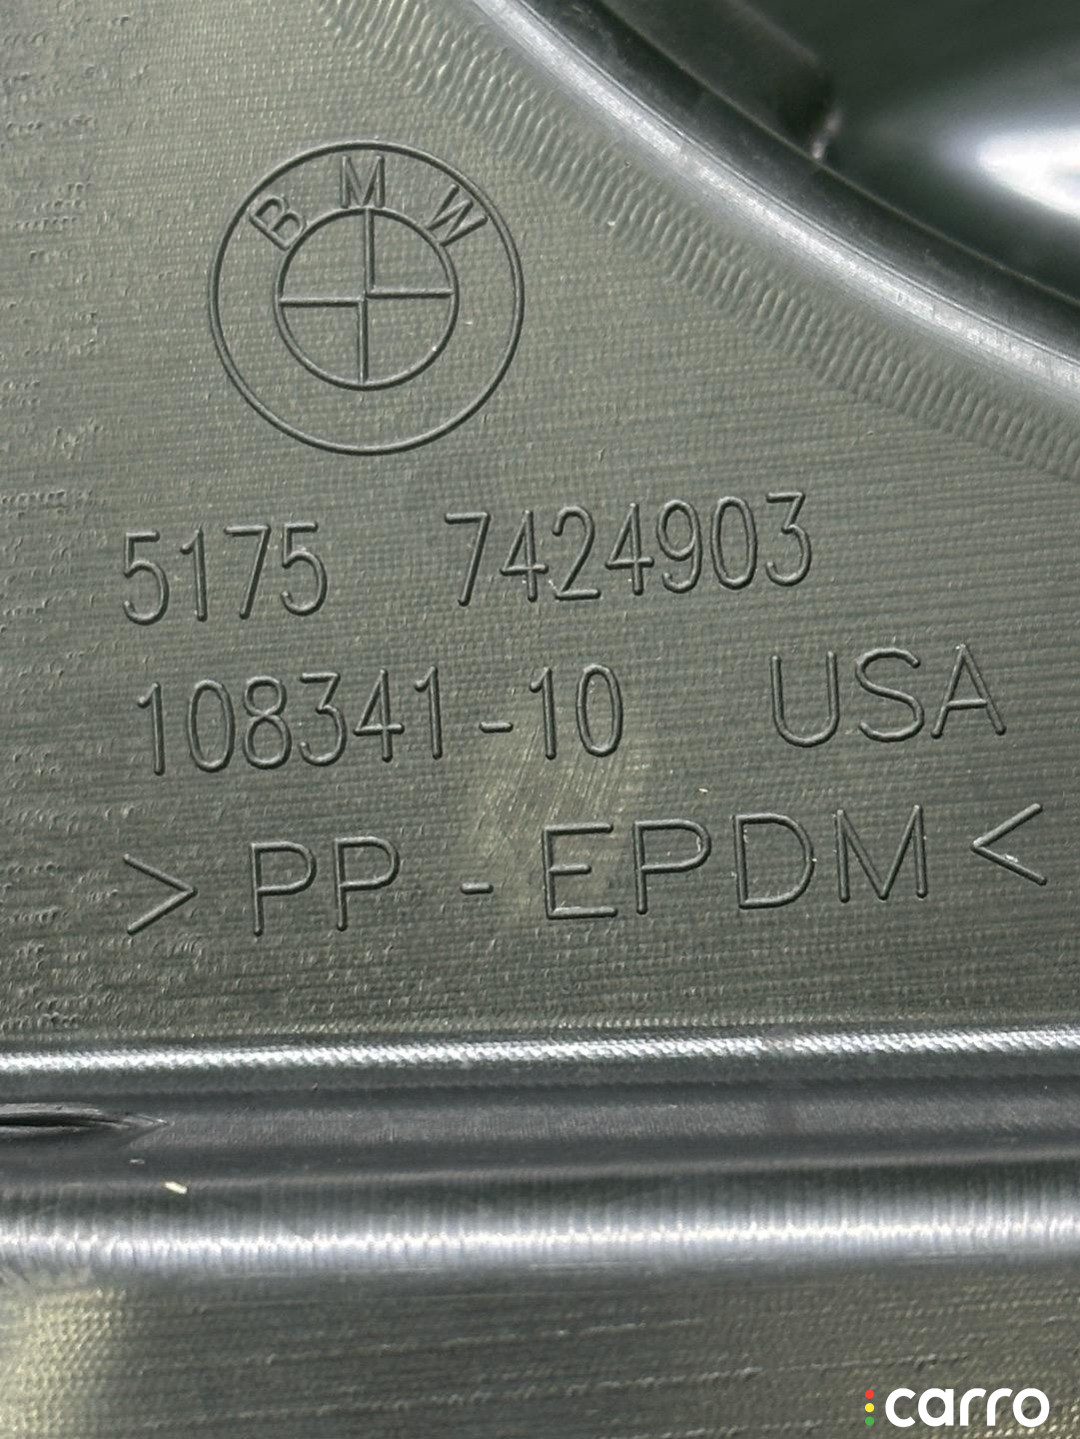 BMW
5175 7424903
108341-10 USA
>PP-EPDM<
carro